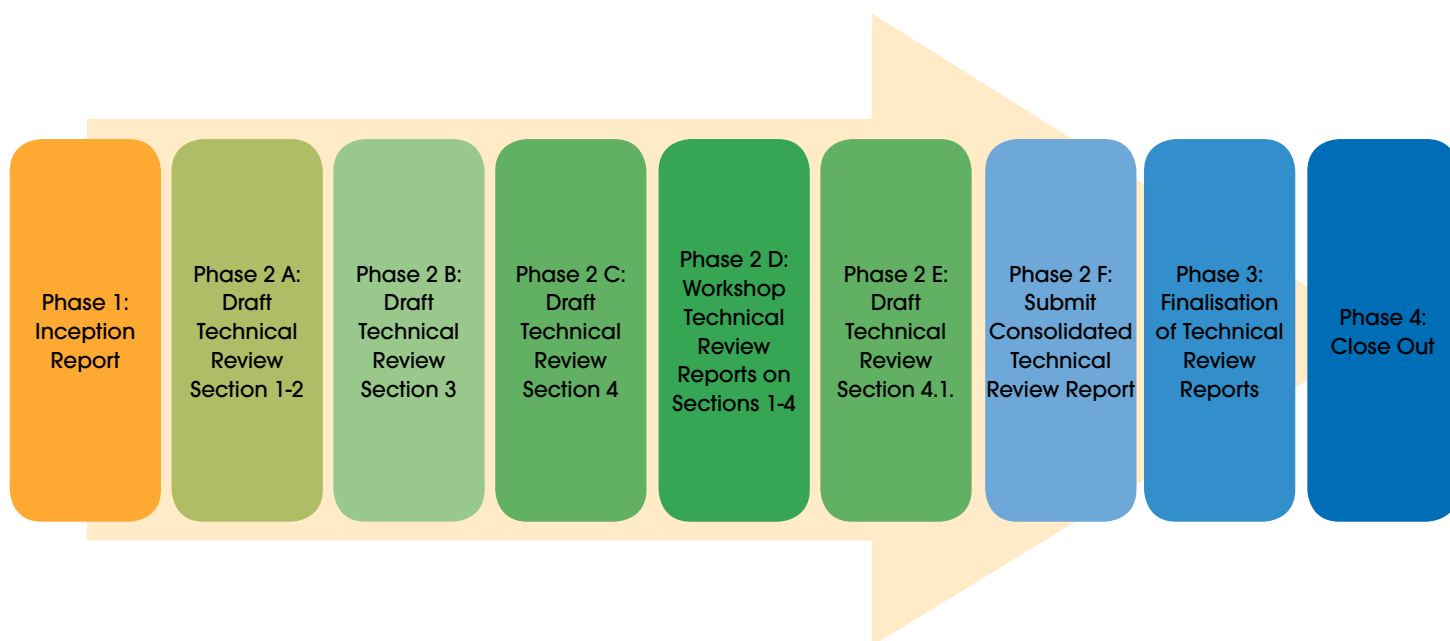 Phase 1:
Inception
Report
Phase 2 A:
Draft
Technical
Review
Section 1-2
Phase 2 B:
Draft
Technical
Review
Section 3
Phase 2 C:
Draft
Technical
Review
Section 4
Phase 2 D:
Workshop
Technical
Review
Reports on
Sections 1-4
Phase 2 E:
Draft
Technical
Review
Section 4.1.
Phase 2 F:
Submit
Consolidated
Technical
Review Report
Phase 3:
Finalisation
of Technical
Review
Reports
Phase 4:
Close Out